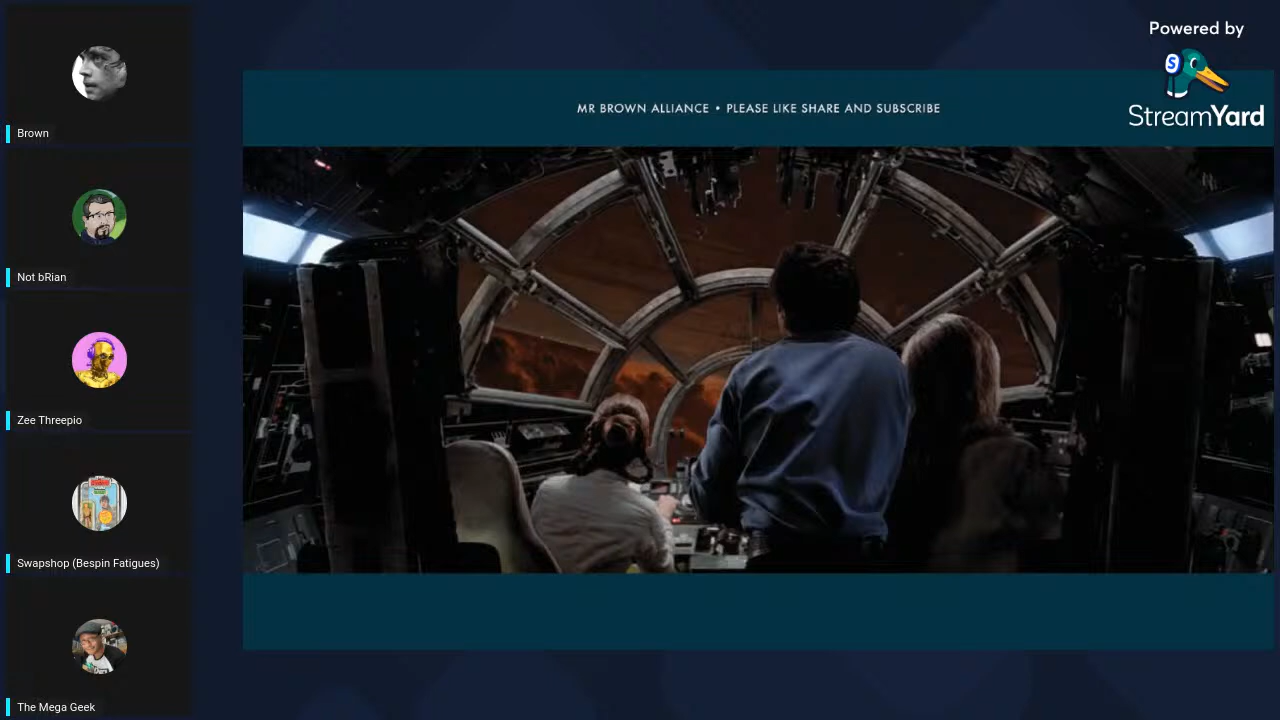 Powered by
S
StreamYard
MR BROWN ALLIANCE • PLEASE LIKE SHARE AND SUBSCRIBE
Brown
Not bRian
Zee Threepio
Swapshop (Bespin Fatigues)
The Mega Geek